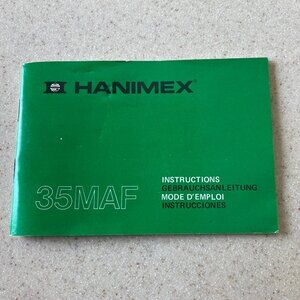 HANIMEX
35MAF
INSTRUCTIONS
GEBRAUCHSANLEITUNG
MODE D'EMPLOI
INSTRUCCIONES